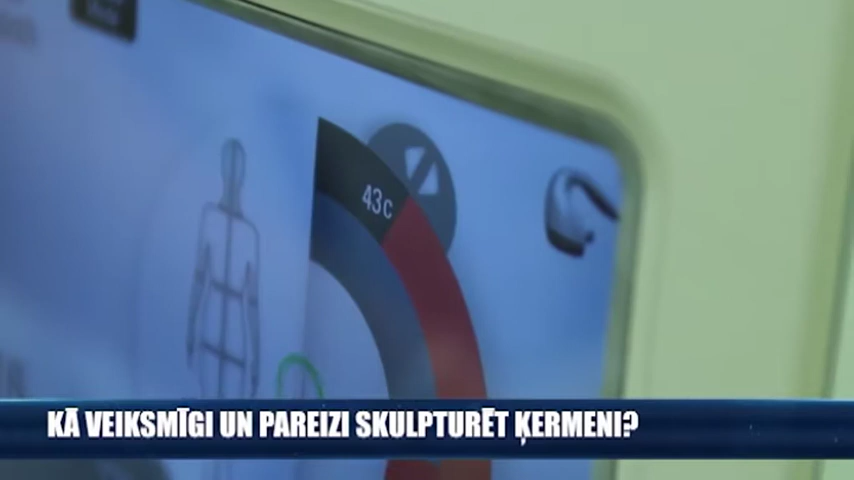 43c
KĀ VEIKSMĪGI UN PAREIZI SKULPTURĒT ĶERMENI?